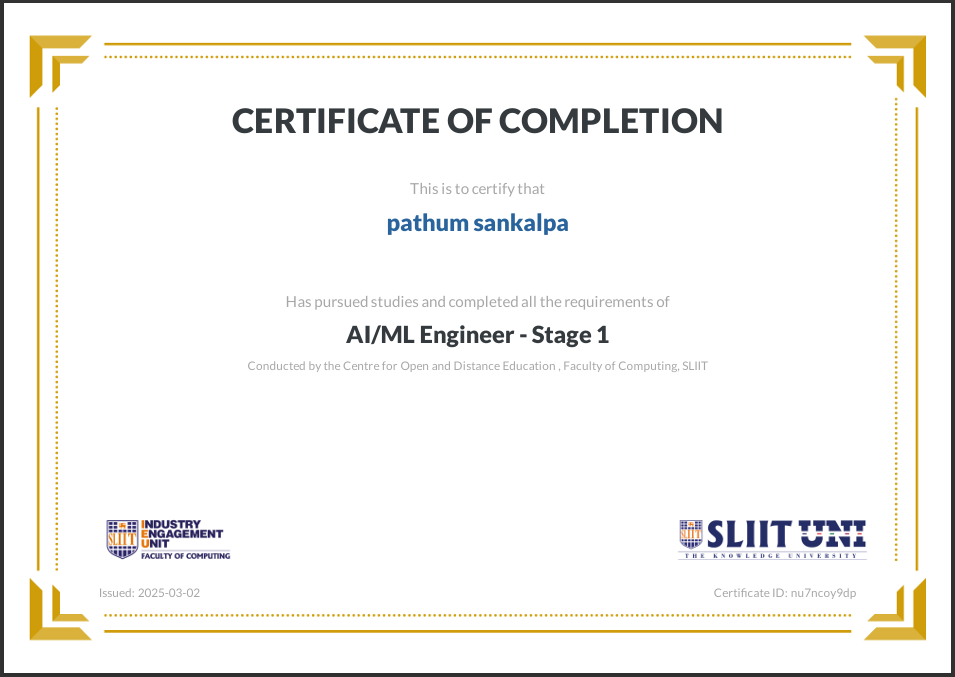 CERTIFICATE OF COMPLETION
This is to certify that
pathum sankalpa
Has pursued studies and completed all the requirements of
AI/ML Engineer - Stage 1
Conducted by the Centre for Open and Distance Education , Faculty of Computing, SLIIT
SLIIT
INDUSTRY
ENGAGEMENT
UNIT
FACULTY OF COMPUTING
SLIIT
SLIIT UNI
THE KNOWLEDGE UNIVERSITY
Issued: 2025-03-02
Certificate ID: nu7ncoy9dp